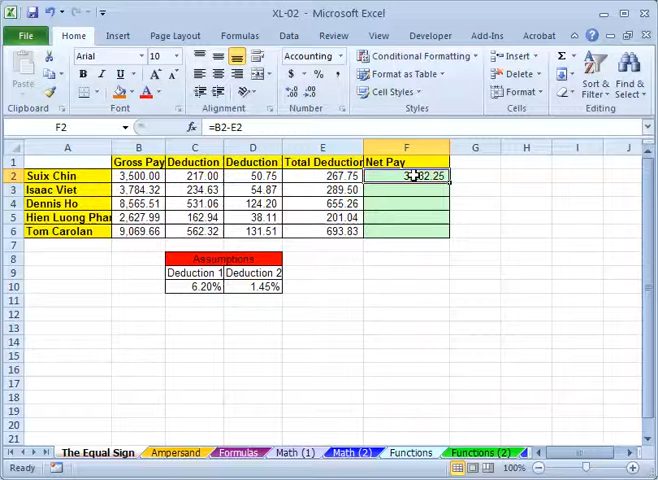 XL-02 - Microsoft Excel
File Home Insert Page Layout Formulas Data Review View Developer Add-Ins Acrobat
Paste
Arial 10
Accounting
Conditional Formatting
Format as Table
Cell Styles
Insert
Delete
Format
Sort & Filter
Find & Select
Clipboard Font Alignment Number Styles Cells Editing
F2 =B2-E2
A B C D E F G H I J
1 Gross Pay Deduction Deduction Total Deduction Net Pay
2 Suix Chin 3,500.00 217.00 50.75 267.75
3 Isaac Viet 3,784.32 234.63 54.87 289.50
4 Dennis Ho 8,565.51 531.06 124.20 655.26
5 Hien Luong Phan 2,627.99 162.94 38.11 201.04
6 Tom Carolan 9,069.66 562.32 131.51 693.83
7
8 Assumptions
9 Deduction 1 Deduction 2
10 6.20% 1.45%
11
12
13
14
15
16
17
18
19
20
21
The Equal Sign Ampersand Formulas Math (1) Math (2) Functions Functions (2)
Ready 100%